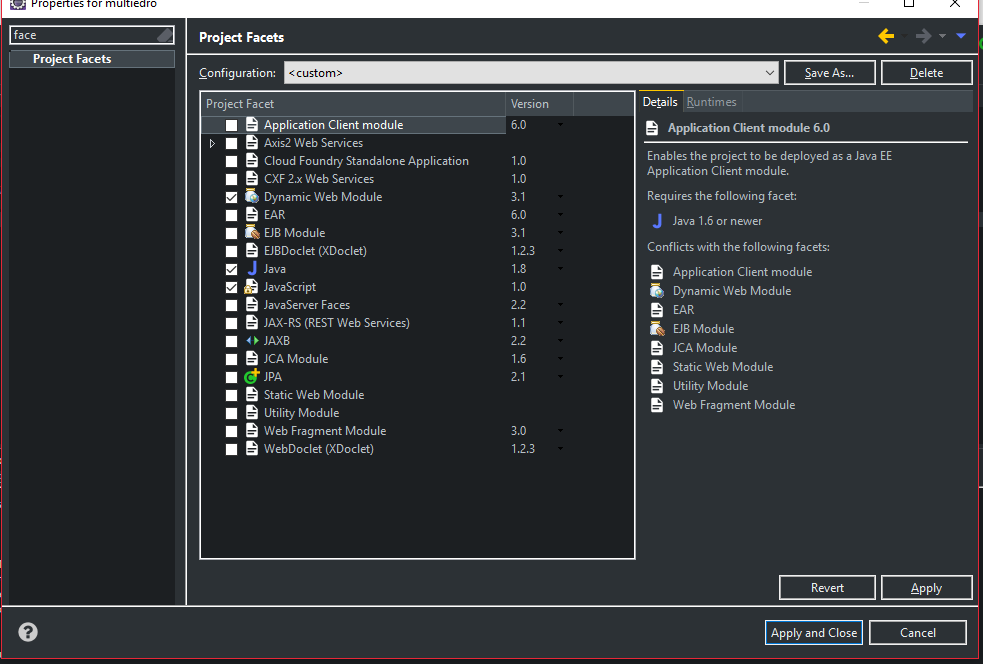 Properties for multiedro
face
Project Facets
Project Facets
Configuration: <custom> Save As... Delete
Project Facet Version
Application Client module 6.0
Axis2 Web Services
Cloud Foundry Standalone Application 1.0
CXF 2.x Web Services 1.0
Dynamic Web Module 3.1
EAR 6.0
EJB Module 3.1
EJBDoclet (XDoclet) 1.2.3
Java 1.8
JavaScript 1.0
JavaServer Faces 2.2
JAX-RS (REST Web Services) 1.1
JAXB 2.2
JCA Module 1.6
JPA 2.1
Static Web Module
Utility Module
Web Fragment Module 3.0
WebDoclet (XDoclet) 1.2.3
Details Runtimes
Application Client module 6.0
Enables the project to be deployed as a Java EE
Application Client module.
Requires the following facet:
Java 1.6 or newer
Conflicts with the following facets:
Application Client module
Dynamic Web Module
EAR
EJB Module
JCA Module
Static Web Module
Utility Module
Web Fragment Module
Revert Apply
? Apply and Close Cancel